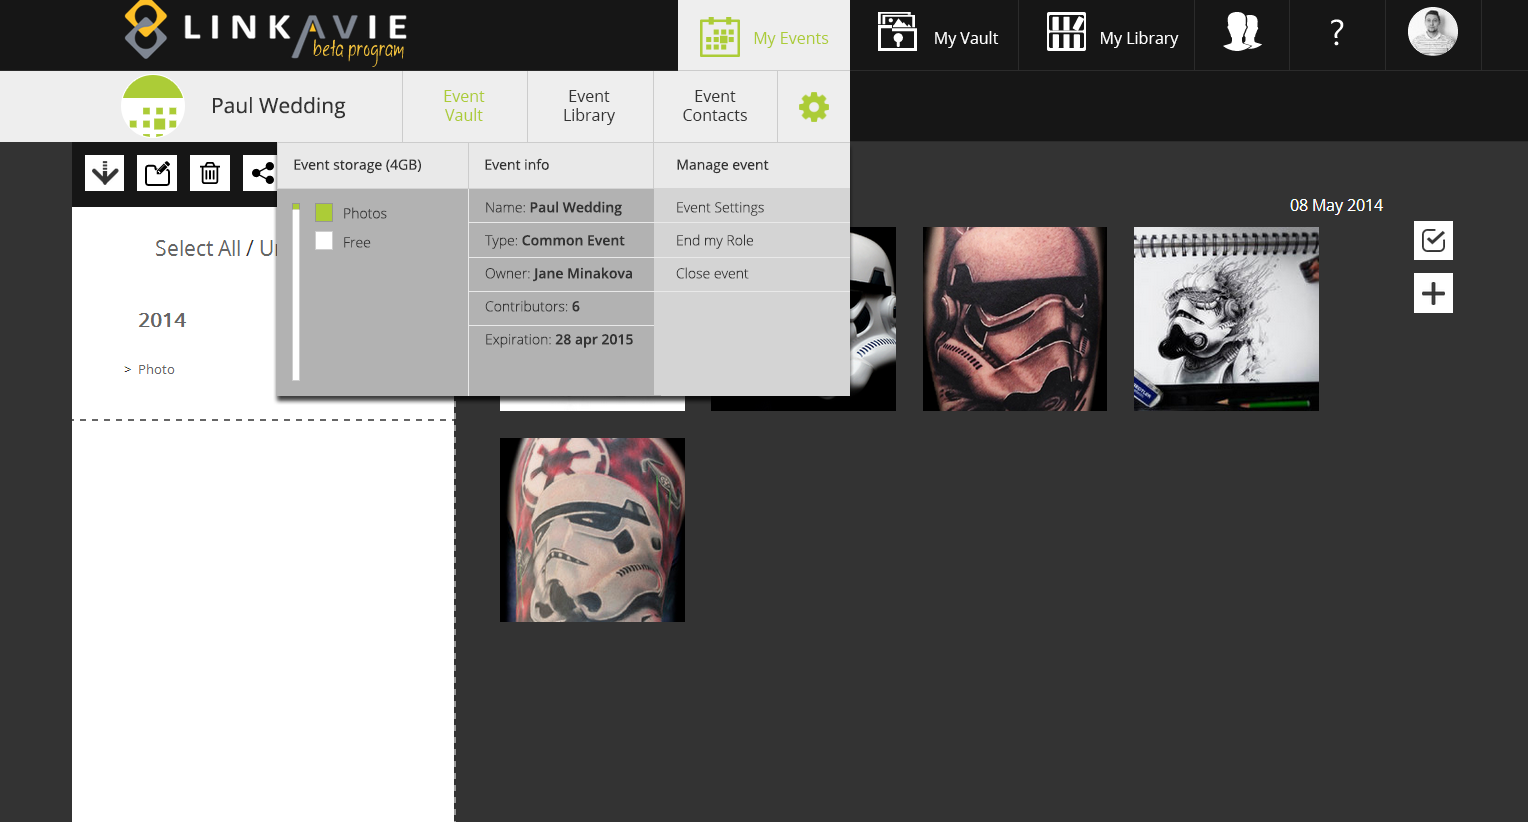 LINKAVIE
beta program
My Events
My Vault
My Library
?
Paul Wedding
Event
Vault
Event
Library
Event
Contacts
Event storage (4GB)
Event info
Manage event
Photos
Free
Name: Paul Wedding
Type: Common Event
Owner: Jane Minakova
Contributors: 6
Expiration: 28 apr 2015
Event Settings
End my Role
Close event
08 May 2014
Select All /
2014
> Photo